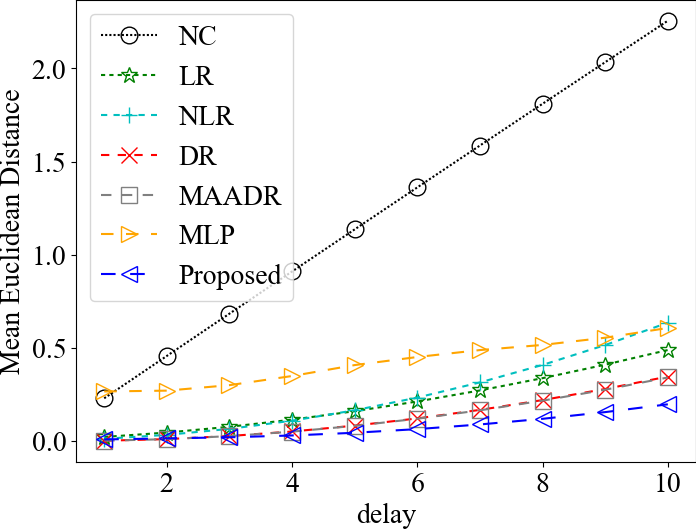 Mean Euclidean Distance
2.0
1.5
1.0
0.5
0.0
NC
LR
NLR
DR
MAADR
MLP
Proposed
2 4 6 8 10
delay